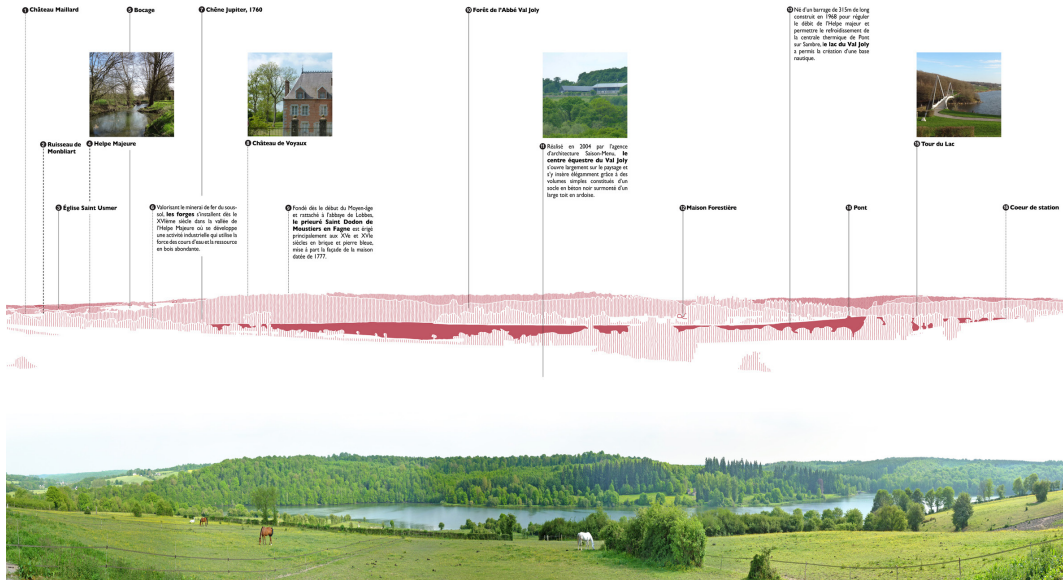 1 Château Maillard
5 Bocage
7 Chêne Jupiter, 1760
10 Forêt de l'Abbé Val Joly
13 Né d'un barrage de 315m de long
construit en 1968 pour réguler
le débit de l'Helpe majeur et
permettre le refroidissement de
la centrale thermique de Pont
sur Sambre, le lac du Val Joly
a permis la création d'une base
nautique.
2 Ruisseau de
Monbliart
4 Helpe Majeure
8 Château de Voyaux
11 Réalisé en 2004 par l'agence
d'architecture Saison-Menu, le
centre équestre du Val Joly
s'ouvre largement sur le paysage et
s'y insère élégamment grâce à des
volumes simples constitués d'un
socle en béton noir surmonté d'un
large toit en ardoise.
15 Tour du Lac
3 Église Saint Usmer
6 Valorisant le minerai de fer du sous-
sol, les forges s'installent dès le
XVIème siècle dans la vallée de
l'Helpe Majeure où se développe
une activité industrielle qui utilise la
force des cours d'eau et la ressource
en bois abondante.
9 Fondé dès le début du Moyen-âge
et rattaché à l'abbaye de Lobbes,
le prieuré Saint Dodon de
Moustiers en Fagne est érigé
principalement aux XVe et XVIe
siècles en brique et pierre bleue,
mise à part la façade de la maison
datée de 1777.
12 Maison Forestière
Pont
Coeur de station